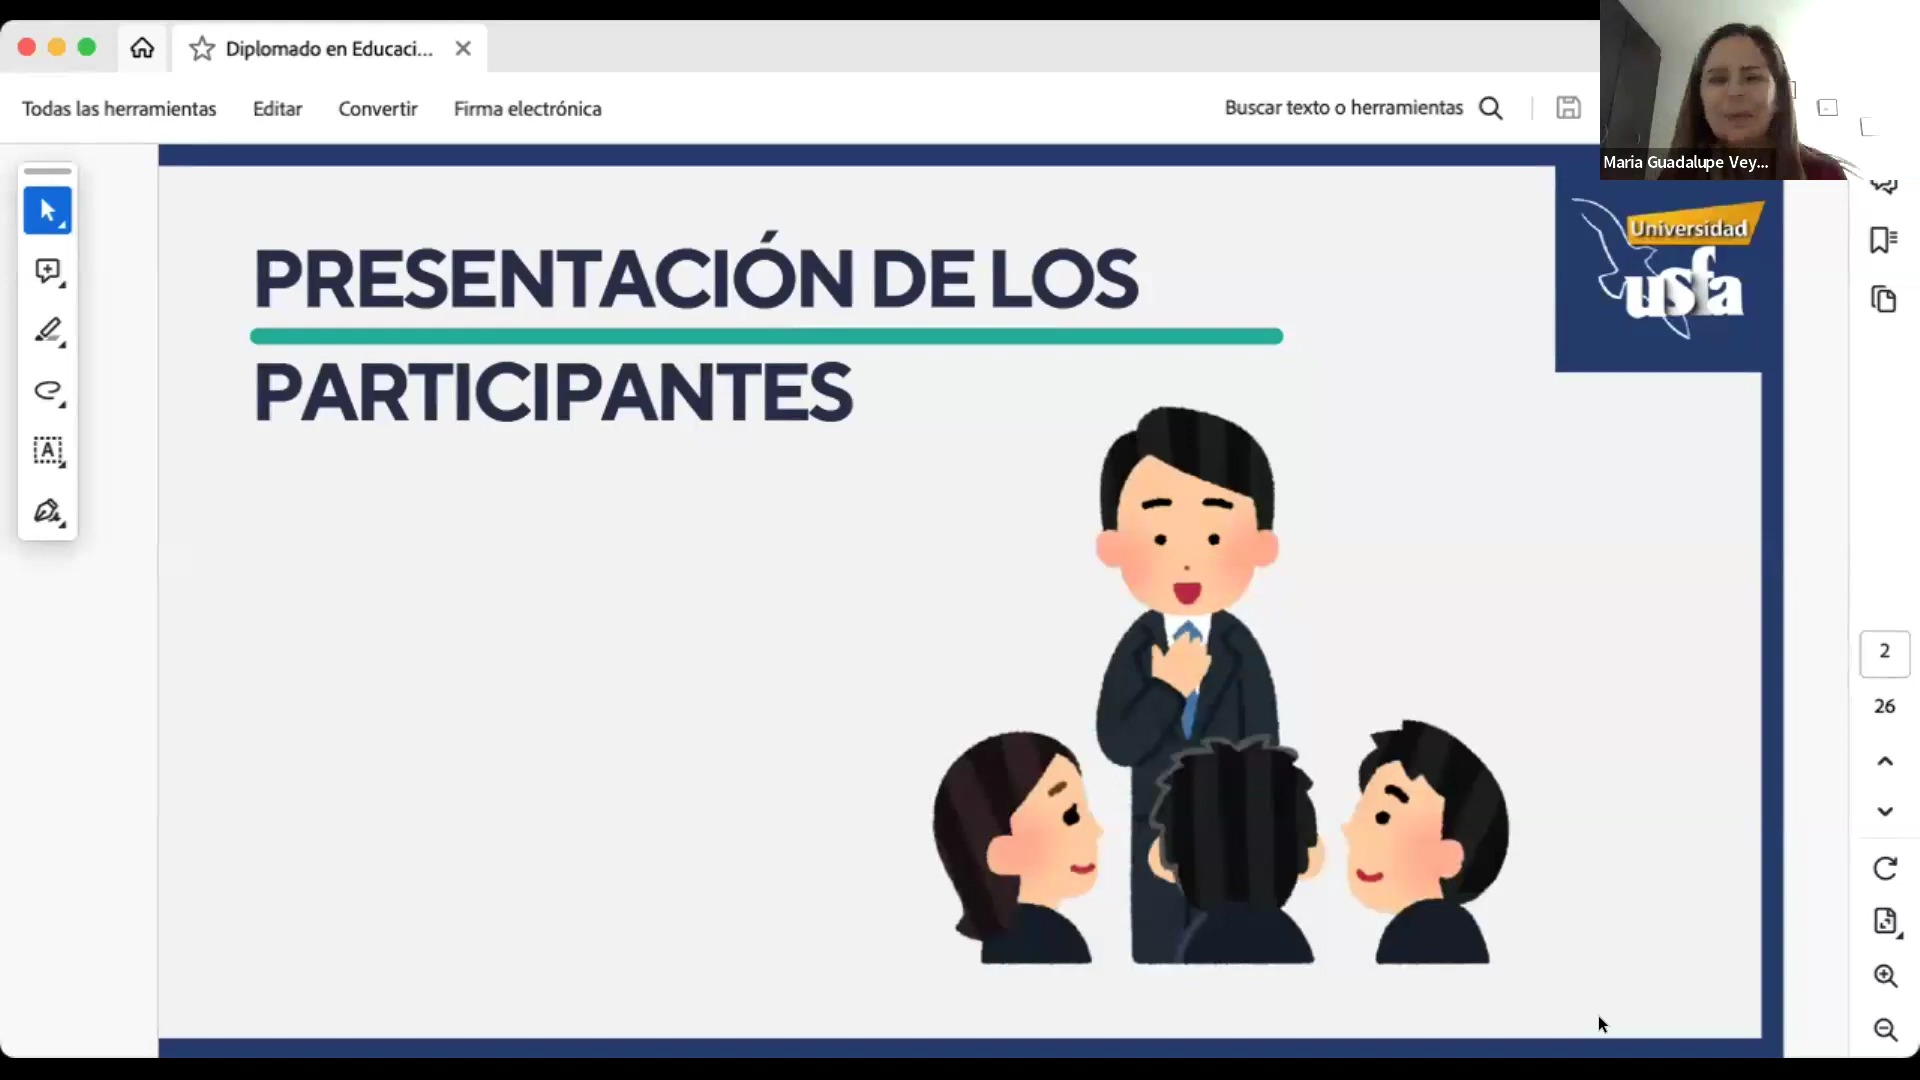 Diplomado en Educaci...
Todas las herramientas
Editar
Convertir
Firma electrónica
Buscar texto o herramientas
Maria Guadalupe Vey...
PRESENTACIÓN DE LOS
PARTICIPANTES
Universidad
usfa
A
2
26